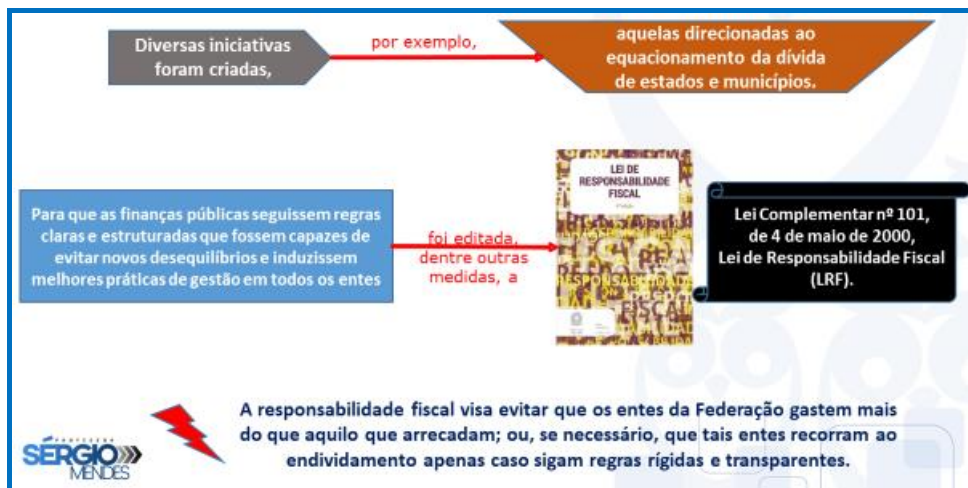 Diversas iniciativas
foram criadas,
por exemplo,
aquelas direcionadas ao
equacionamento da dívida
de estados e municípios.
Para que as finanças públicas seguissem regras
claras e estruturadas que fossem capazes de
evitar novos desequilíbrios e induzissem
melhores práticas de gestão em todos os entes
foi editada,
dentre outras
medidas, a
LEI DE
RESPONSABILIDADE
FISCAL
Lei Complementar nº 101,
de 4 de maio de 2000,
Lei de Responsabilidade Fiscal
(LRF).
A responsabilidade fiscal visa evitar que os entes da Federação gastem mais
do que aquilo que arrecadam; ou, se necessário, que tais entes recorram ao
endividamento apenas caso sigam regras rígidas e transparentes.
PROFESSOR
SÉRGIO
MENDES